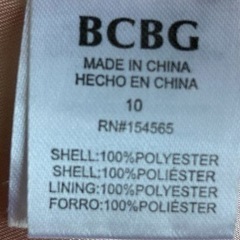 BCBG
MADE IN CHINA
HECHO EN CHINA
10
RN#154565
SHELL:100%POLYESTER
SHELL;100%POLIÉSTER
LINING:100%POLYESTER
FORRO:100%POLIÉSTER